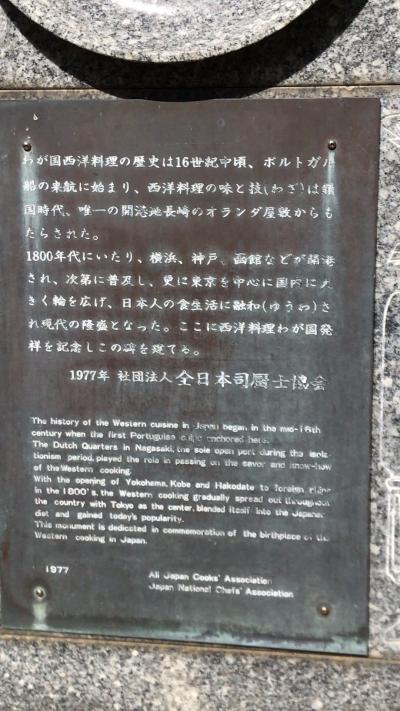 わが国西洋料理の歴史は16世紀中頃、ボルトガル
船の来航に始まり、西洋料理の味と技(わざ)は鎖
国時代、唯一の開港地長崎のオランダ屋敷からも
たらされた。
1800年代にいたり、横浜、神戸、函館などが開港
され、次第に普及し、更に東京を中心に国内に大
きく輪を広げ、日本人の食生活に融和(ゆうわ)さ
れ現代の隆盛となった。ここに西洋料理わが国発
祥を記念しこの碑を建てる。
1977年 社団法人 全日本司厨士協会
The history of the Western cuisine in Japan began in the mid-16th
century when the first Portuguise ships anchored here.
The Dutch Quarters in Nagasaki, the sole open port during the isola-
tionism period, played the role in passing on the savor and know-how
of the Western cooking.
With the opening of Yokohama, Kobe and Hakodate to foreign
in the 1800's, the Western cooking gradually spread out throughout
the country with Tokyo as the center, blended itself into the Japanese
diet and gained today's popularity.
This monument is dedicated in commemoration of the birthplace of the
Western cooking in Japan.
1977
All Japan Cooks' Association
Japan National Chefs' Association